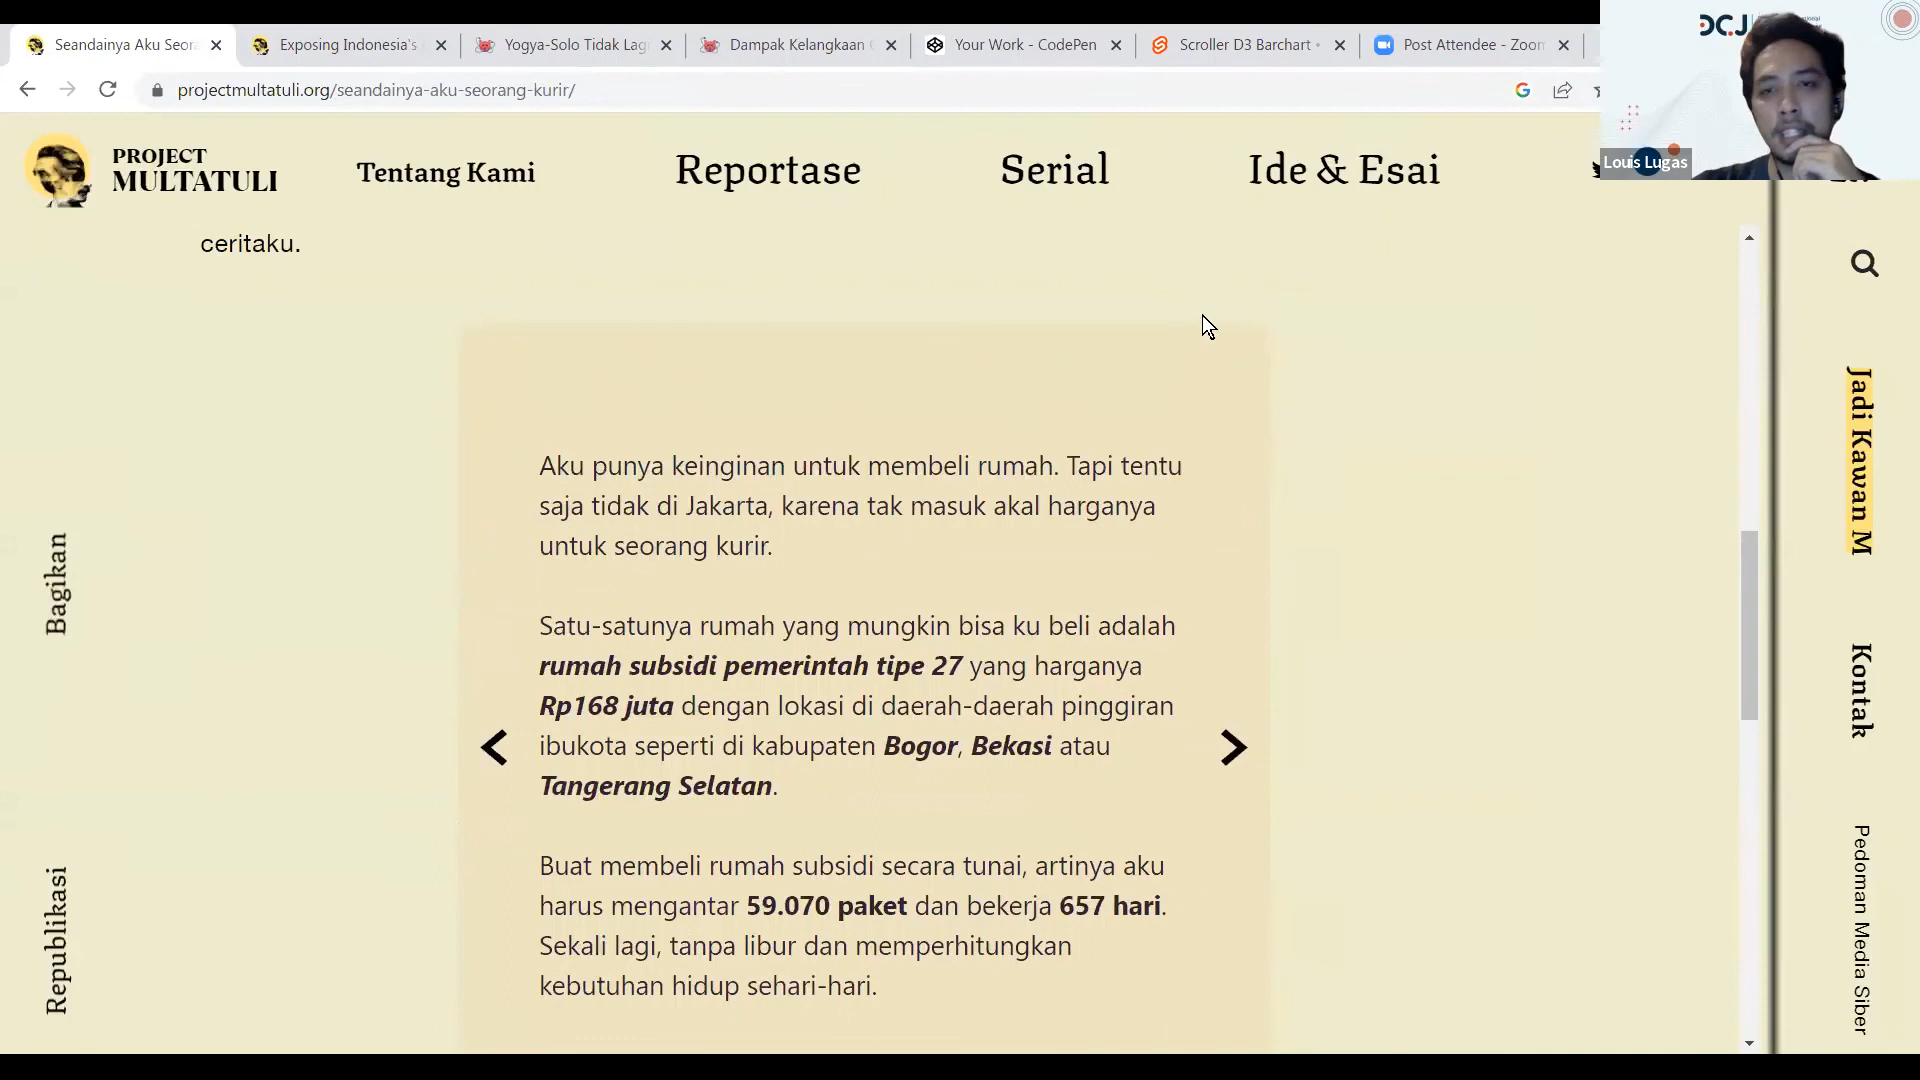 Seandainya Aku Seora
Exposing Indonesia's
Yogya-Solo Tidak Lag
Dampak Kelangkaan
Your Work - CodePen
Scroller D3 Barchart •
Post Attendee - Zoom
projectmultatuli.org/seandainya-aku-seorang-kurir/
DCJ
Louis Lugas
PROJECT
MULTATULI
Tentang Kami
Reportase
Serial
Ide & Esai
ceritaku.
Aku punya keinginan untuk membeli rumah. Tapi tentu
saja tidak di Jakarta, karena tak masuk akal harganya
untuk seorang kurir.
Satu-satunya rumah yang mungkin bisa ku beli adalah
rumah subsidi pemerintah tipe 27 yang harganya
Rp168 juta dengan lokasi di daerah-daerah pinggiran
ibukota seperti di kabupaten Bogor, Bekasi atau
Tangerang Selatan.
Buat membeli rumah subsidi secara tunai, artinya aku
harus mengantar 59.070 paket dan bekerja 657 hari.
Sekali lagi, tanpa libur dan memperhitungkan
kebutuhan hidup sehari-hari.
Bagikan
Republikasi
Jadi Kawan M
Kontak
Pedoman Media Siber